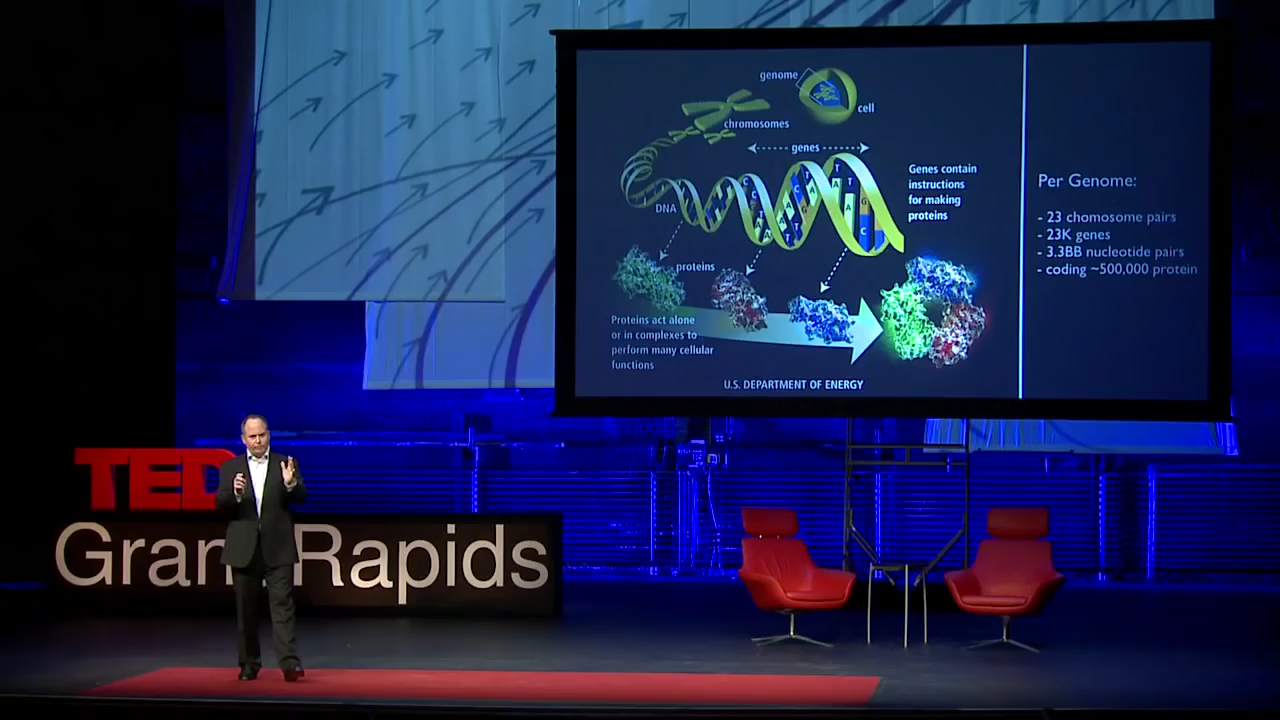 genome
cell
chromosomes
genes
Genes contain
instructions
for making
proteins
DNA
proteins
Proteins act alone
or in complexes to
perform many cellular
functions
U.S. DEPARTMENT OF ENERGY
Per Genome:
- 23 chomosome pairs
- 23K genes
- 3.3BB nucleotide pairs
- coding ~500,000 protein
TED
Gran Rapids